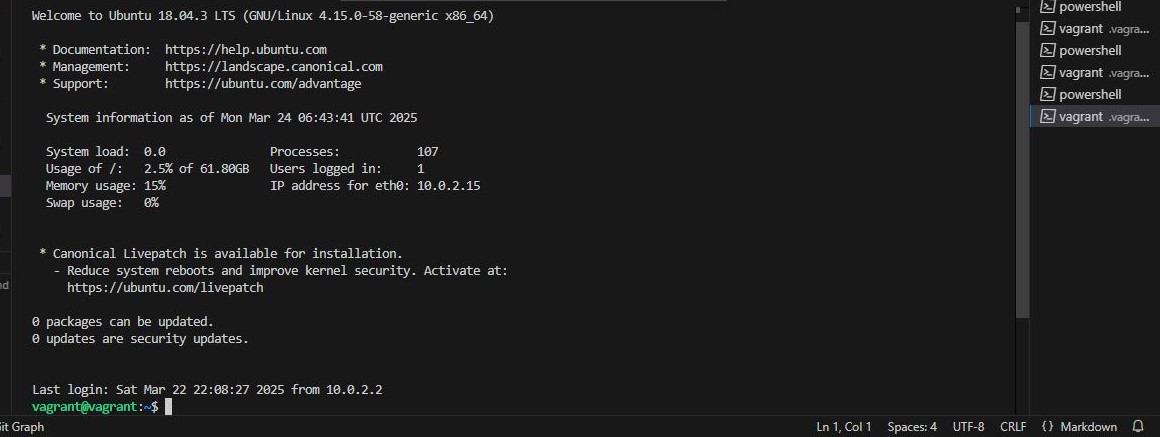 Welcome to Ubuntu 18.04.3 LTS (GNU/Linux 4.15.0-58-generic x86_64)
* Documentation:  https://help.ubuntu.com
* Management:     https://landscape.canonical.com
* Support:        https://ubuntu.com/advantage
System information as of Mon Mar 24 06:43:41 UTC 2025
System load:  0.0               Processes:           107
Usage of /:   2.5% of 61.80GB   Users logged in:     1
Memory usage: 15%               IP address for eth0: 10.0.2.15
Swap usage:   0%
* Canonical Livepatch is available for installation.
- Reduce system reboots and improve kernel security. Activate at:
https://ubuntu.com/livepatch
0 packages can be updated.
0 updates are security updates.
Last login: Sat Mar 22 22:08:27 2025 from 10.0.2.2
vagrant@vagrant:~$
powershell
vagrant .vagra...
powershell
vagrant .vagra...
powershell
vagrant .vagra...
nd
it Graph
Ln 1, Col 1
Spaces: 4
UTF-8
CRLF
{} Markdown